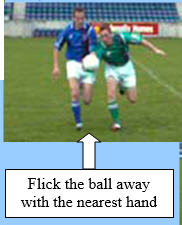 Flick the ball away
with the nearest hand